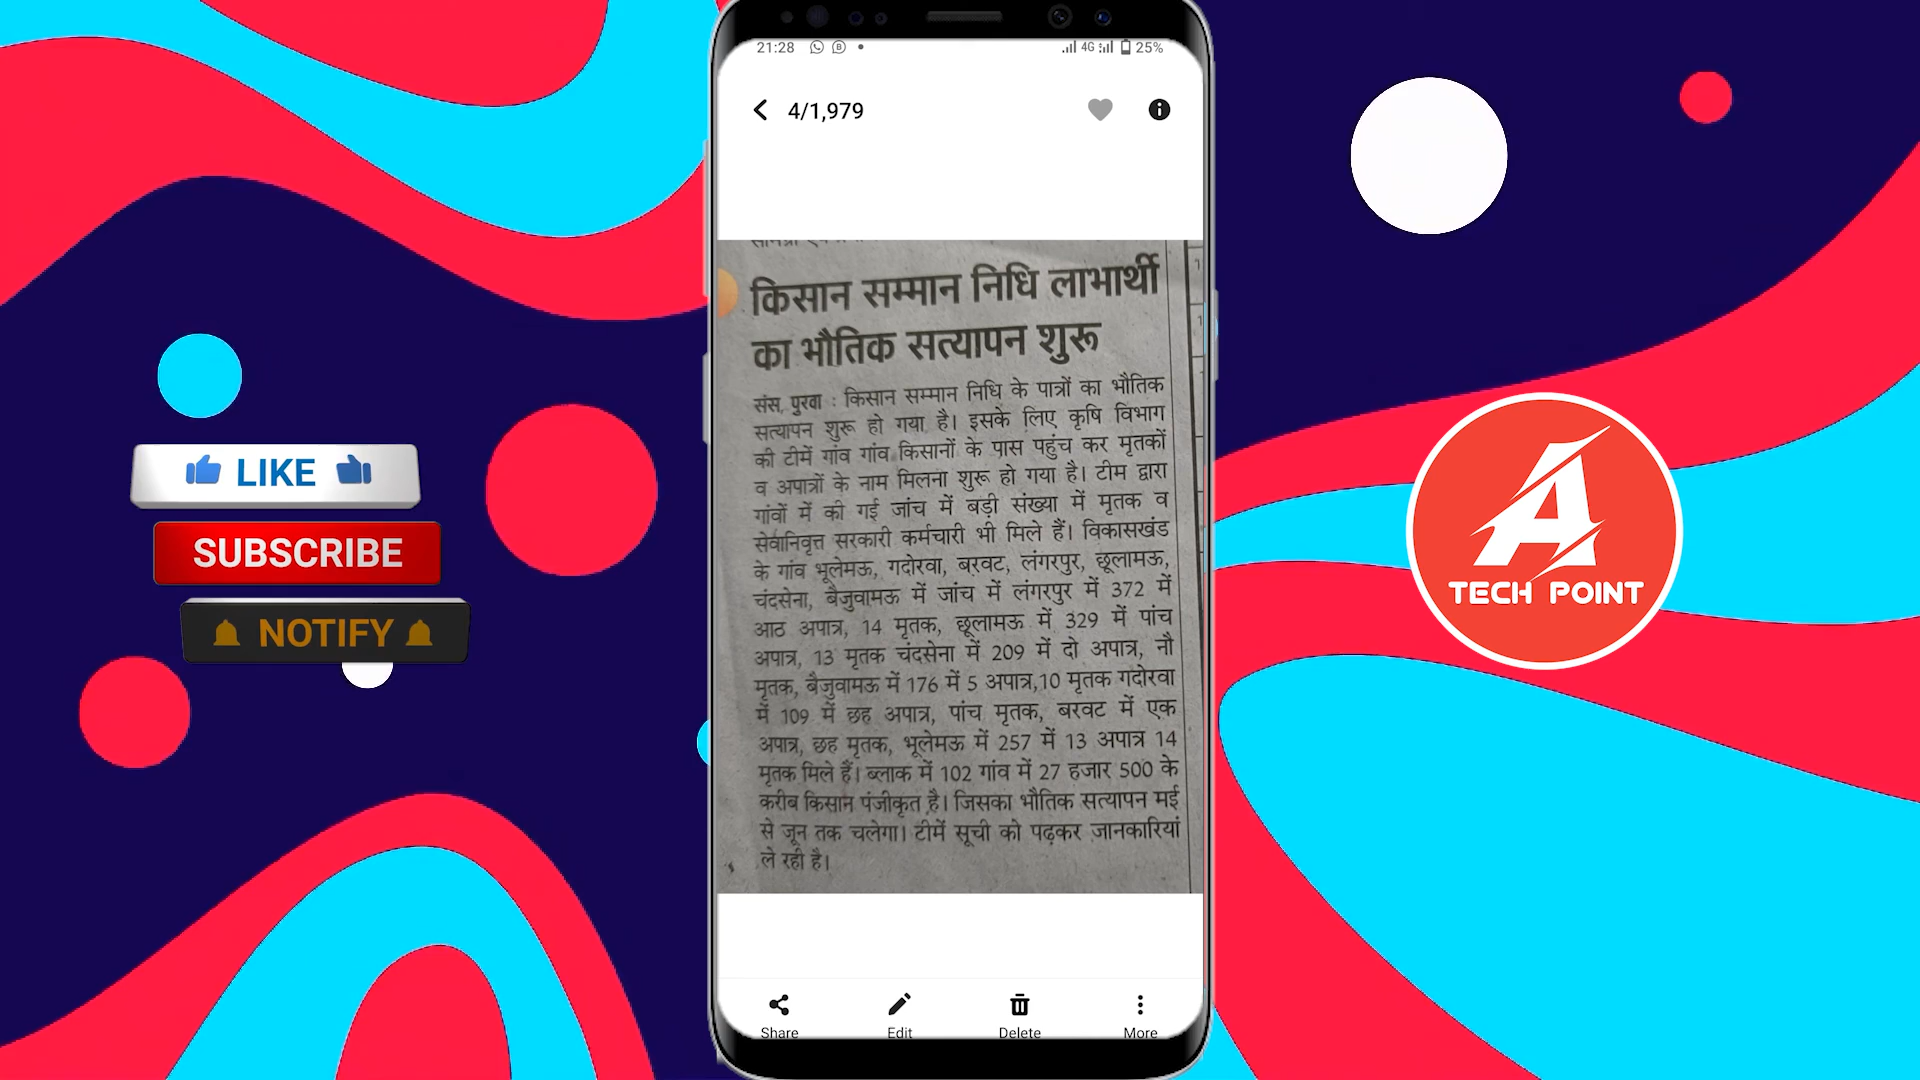 21:28
4G
25%
4/1,979
किसान सम्मान निधि लाभार्थी
का भौतिक सत्यापन शुरू
संस, पुरवा : किसान सम्मान निधि के पात्रों का भौतिक
सत्यापन शुरू हो गया है। इसके लिए कृषि विभाग
की टीमें गांव गांव किसानों के पास पहुंच कर मृतकों
व अपात्रों के नाम मिलना शुरू हो गया है। टीम द्वारा
गांवों में की गई जांच में बड़ी संख्या में मृतक व
सेवानिवृत्त सरकारी कर्मचारी भी मिले हैं। विकासखंड
के गांव भूलेमऊ, गदोरवा, बरवट, लंगरपुर, छूलामऊ,
चंदसेना, बैजुवामऊ में जांच में लंगरपुर में 372 में
आठ अपात्र, 14 मृतक, छूलामऊ में 329 में पांच
अपात्र, 13 मृतक चंदसेना में 209 में दो अपात्र, नौ
मृतक, बैजुवामऊ में 176 में 5 अपात्र,10 मृतक गदोरवा
में 109 में छह अपात्र, पांच मृतक, बरवट में एक
अपात्र, छह मृतक, भूलेमऊ में 257 में 13 अपात्र 14
मृतक मिले हैं। ब्लाक में 102 गांव में 27 हजार 500 के
करीब किसान पंजीकृत है। जिसका भौतिक सत्यापन मई
से जून तक चलेगा। टीमें सूची को पढ़कर जानकारियां
ले रही है।
Share Edit Delete More
LIKE
SUBSCRIBE
NOTIFY
A
TECH POINT